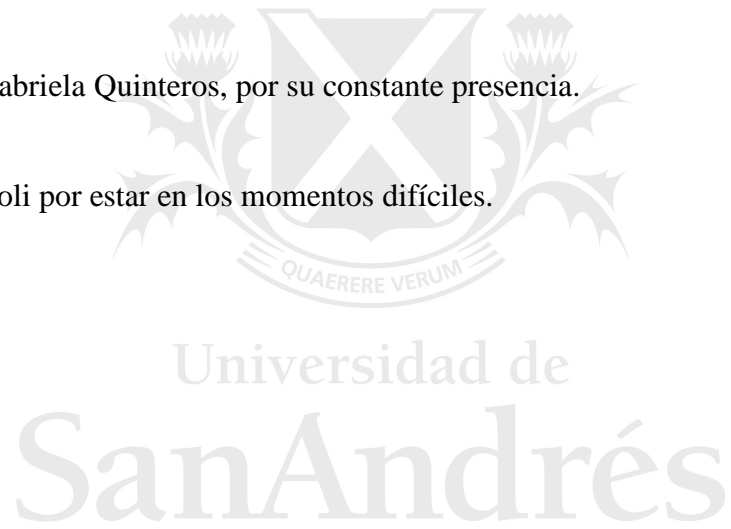 abriela Quinteros, por su constante presencia.
oli por estar en los momentos difíciles.
QUAERERE VERUM
Universidad de
SanAndrés